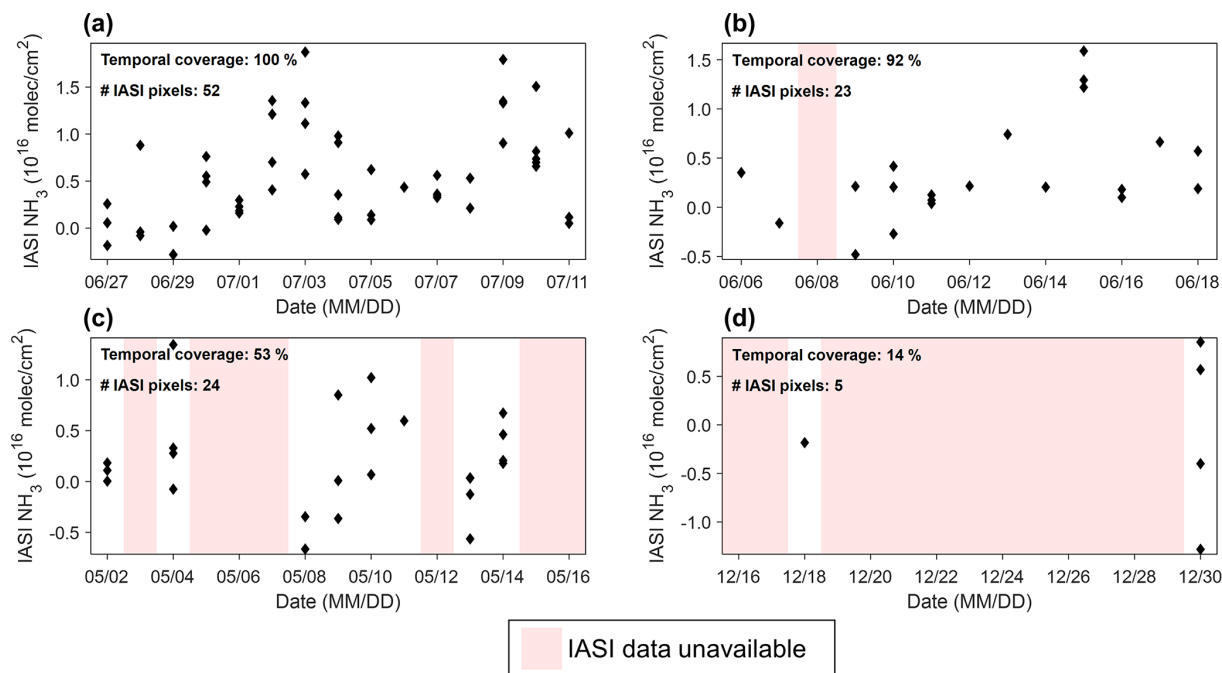 (a)
IASI NH3 (10^16 molec/cm^2)
Temporal coverage: 100 %
# IASI pixels: 52
1.5
1.0
0.5
0.0
06/27 06/29 07/01 07/03 07/05 07/07 07/09 07/11
Date (MM/DD)
(b)
IASI NH3 (10^16 molec/cm^2)
Temporal coverage: 92 %
# IASI pixels: 23
1.5
1.0
0.5
0.0
-0.5
06/06 06/08 06/10 06/12 06/14 06/16 06/18
Date (MM/DD)
(c)
IASI NH3 (10^16 molec/cm^2)
Temporal coverage: 53 %
# IASI pixels: 24
1.0
0.5
0.0
-0.5
05/02 05/04 05/06 05/08 05/10 05/12 05/14 05/16
Date (MM/DD)
(d)
IASI NH3 (10^16 molec/cm^2)
Temporal coverage: 14 %
# IASI pixels: 5
0.5
0.0
-0.5
-1.0
12/16 12/18 12/20 12/22 12/24 12/26 12/28 12/30
Date (MM/DD)
IASI data unavailable